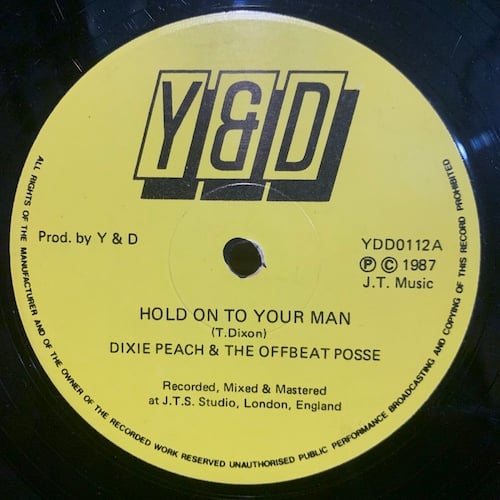 Y&D
Prod. by Y & D
YDD0112A
Ⓟ Ⓒ 1987
J.T. Music
HOLD ON TO YOUR MAN
(T.Dixon)
DIXIE PEACH & THE OFFBEAT POSSE
Recorded, Mixed & Mastered
at J.T.S. Studio, London, England
ALL RIGHTS OF THE MANUFACTURER AND OF THE OWNER OF THE RECORDED WORK RESERVED UNAUTHORISED PUBLIC PERFORMANCE BROADCASTING AND COPYING OF THIS RECORD PROHIBITED